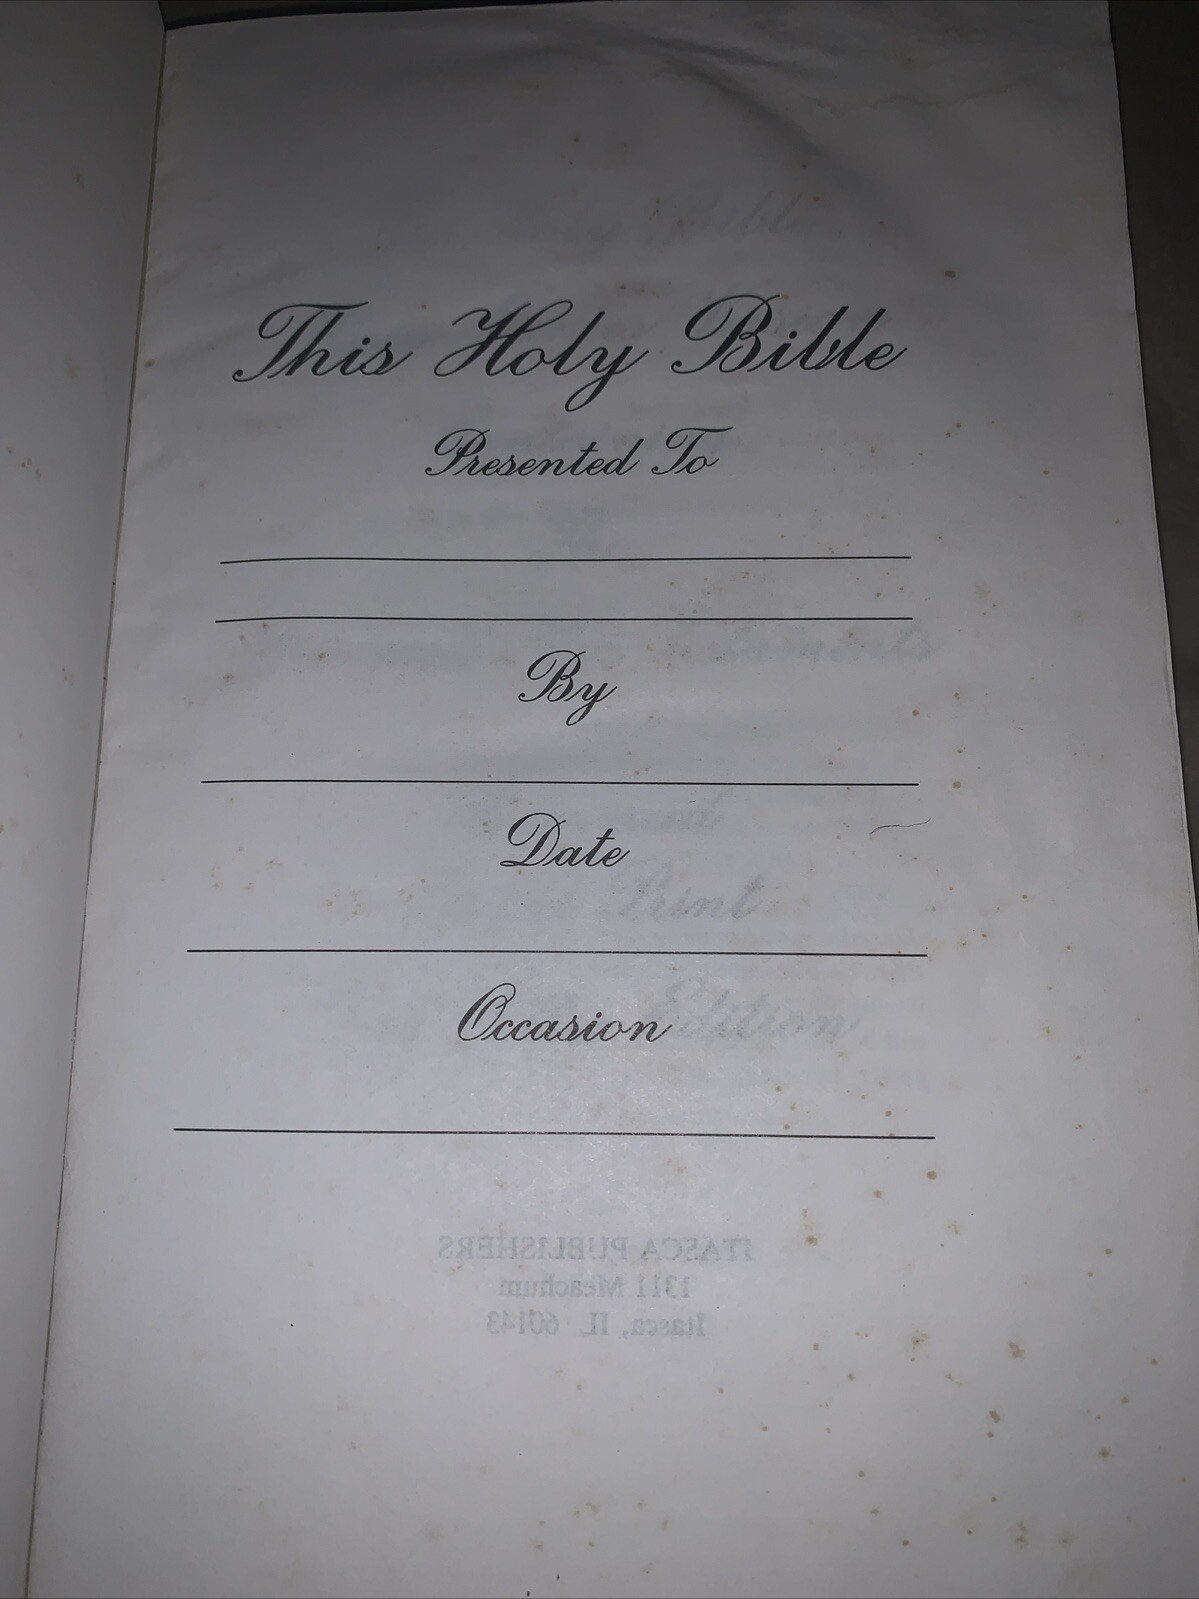 This Holy Bible
Presented To
By
Date
Occasion
ITASCA PUBLISHERS
1311 Meachum
Itasca, IL 60143